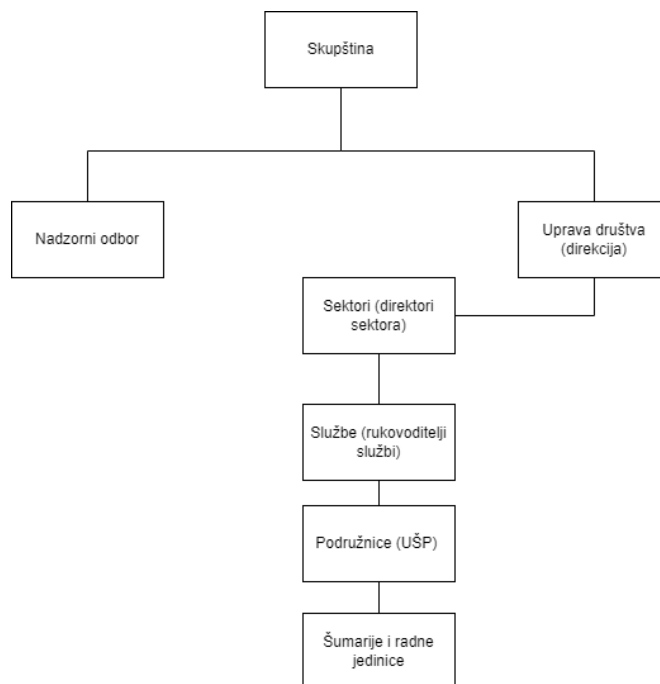 Skupština
Nadzorni odbor
Uprava društva
(direkcija)
Sektori (direktori
sektora)
Službe (rukovoditelji
službi)
Podružnice (UŠP)
Šumarije i radne
jedinice